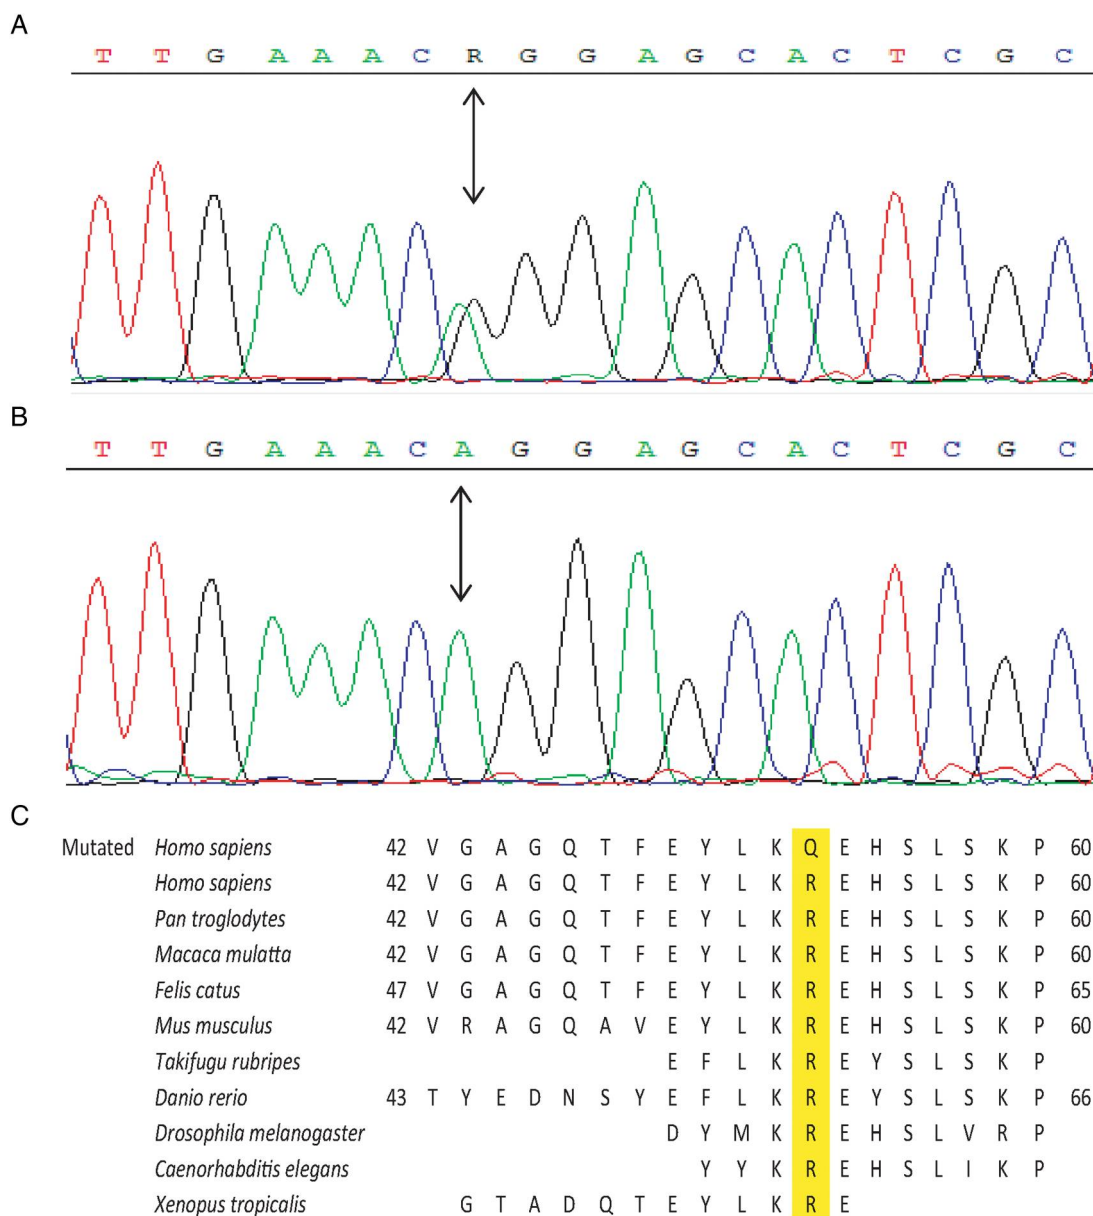 A
T T G A A A C R G G A G C A C T C G C
B
T T G A A A C A G G A G C A C T C G C
C
Mutated Homo sapiens 42 V G A G Q T F E Y L K Q E H S L S K P 60
Homo sapiens 42 V G A G Q T F E Y L K R E H S L S K P 60
Pan troglodytes 42 V G A G Q T F E Y L K R E H S L S K P 60
Macaca mulatta 42 V G A G Q T F E Y L K R E H S L S K P 60
Felis catus 47 V G A G Q T F E Y L K R E H S L S K P 65
Mus musculus 42 V R A G Q A V E Y L K R E H S L S K P 60
Takifugu rubripes E F L K R E Y S L S K P
Danio rerio 43 T Y E D N S Y E F L K R E Y S L S K P 66
Drosophila melanogaster D Y M K R E H S L V R P
Caenorhabditis elegans Y Y K R E H S L I K P
Xenopus tropicalis G T A D Q T E Y L K R E